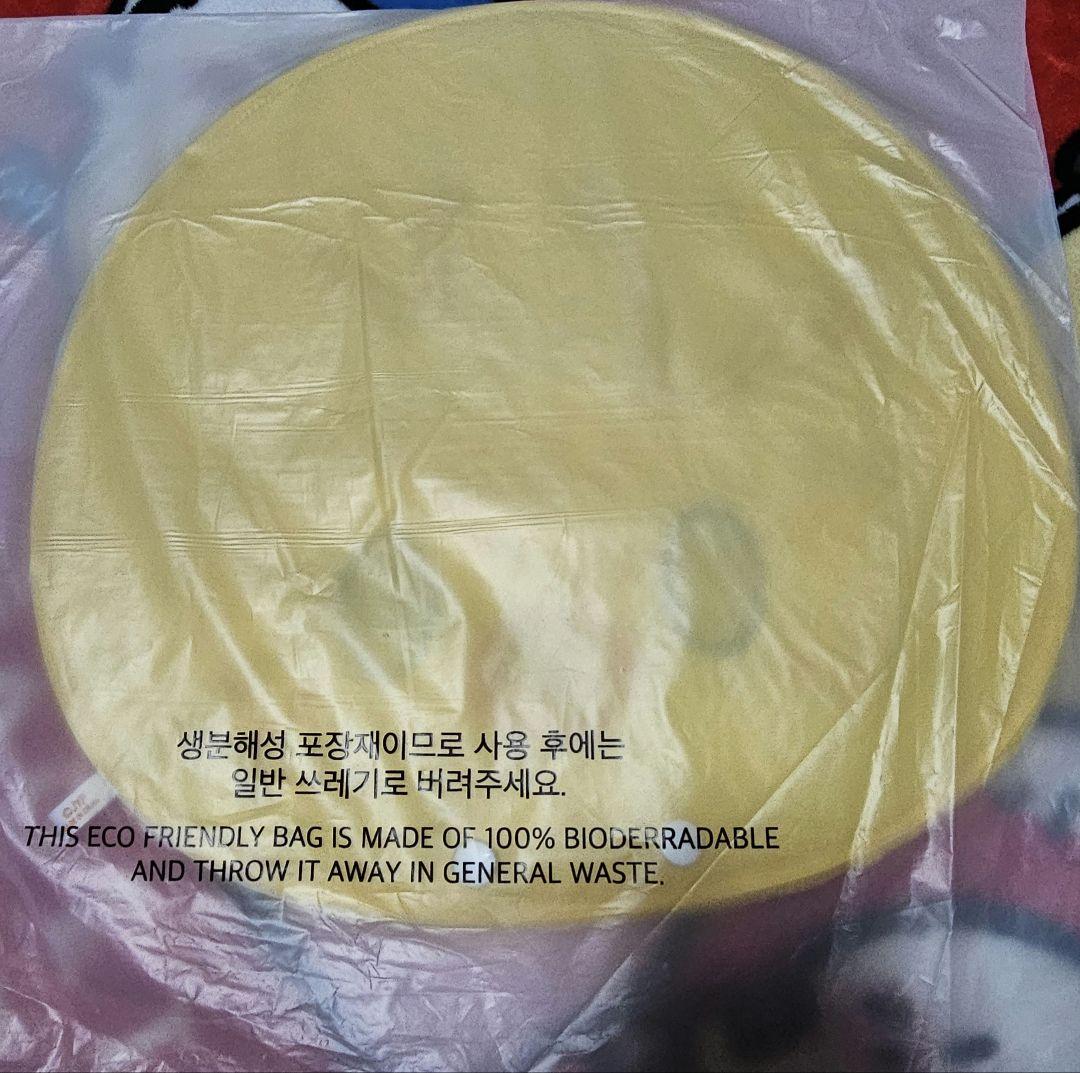 생분해성 포장재이므로 사용 후에는
일반 쓰레기로 버려주세요.
THIS ECO FRIENDLY BAG IS MADE OF 100% BIODERRADABLE
AND THROW IT AWAY IN GENERAL WASTE.